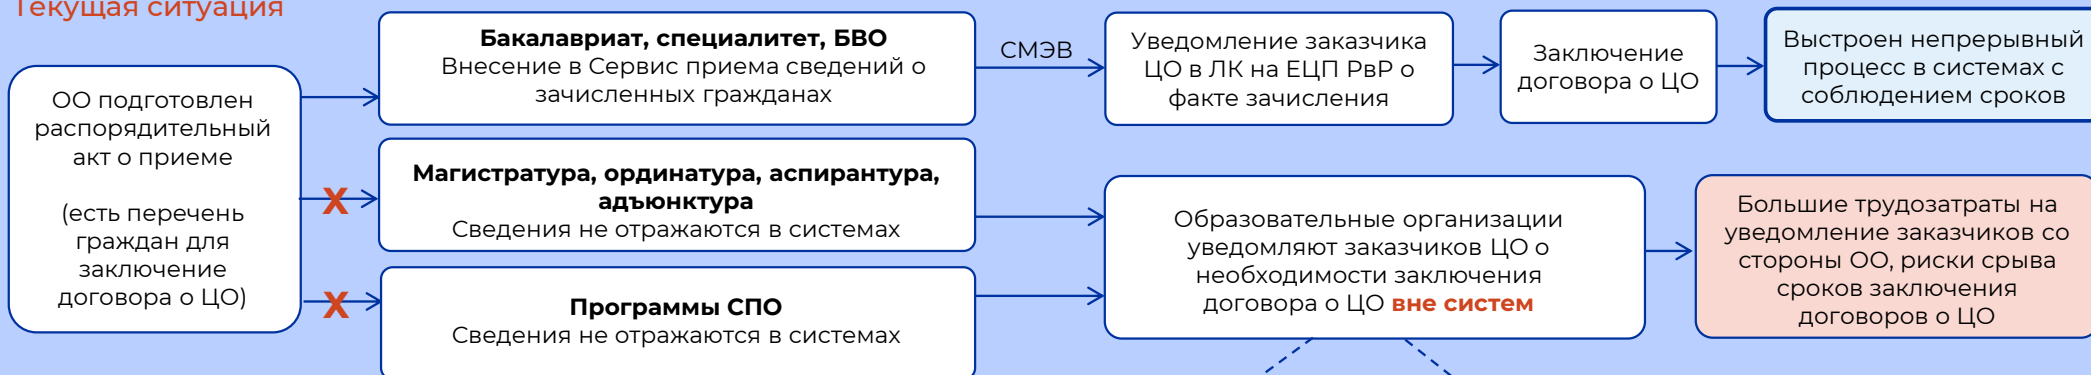 Текущая ситуация
ОО подготовлен
распорядительный
акт о приеме
(есть перечень
граждан для
заключение
договора о ЦО)
Бакалавриат, специалитет, БВО
Внесение в Сервис приема сведений о
зачисленных гражданах
СМЭВ
Уведомление заказчика
ЦО в ЛК на ЕЦП РвР о
факте зачисления
Заключение
договора о ЦО
Выстроен непрерывный
процесс в системах с
соблюдением сроков
X
Магистратура, ординатура, аспирантура,
адъюнктура
Сведения не отражаются в системах
X
Программы СПО
Сведения не отражаются в системах
Образовательные организации
уведомляют заказчиков ЦО о
необходимости заключения
договора о ЦО вне систем
Большие трудозатраты на
уведомление заказчиков со
стороны ОО, риски срыва
сроков заключения
договоров о ЦО